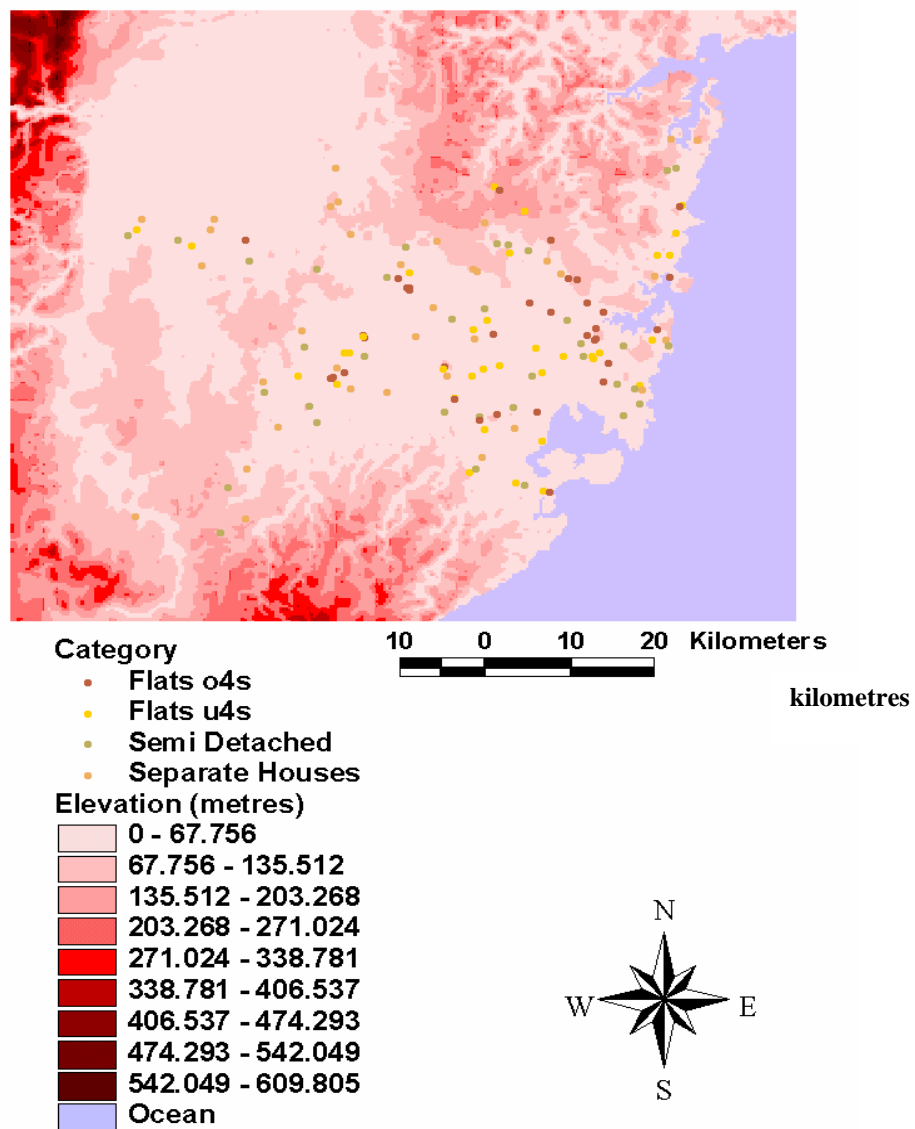 Category
Flats o4s
Flats u4s
Semi Detached
Separate Houses
10 0 10 20 Kilometers
kilometres
Elevation (metres)
0 - 67.756
67.756 - 135.512
135.512 - 203.268
203.268 - 271.024
271.024 - 338.781
338.781 - 406.537
406.537 - 474.293
474.293 - 542.049
542.049 - 609.805
Ocean
N
W E
S